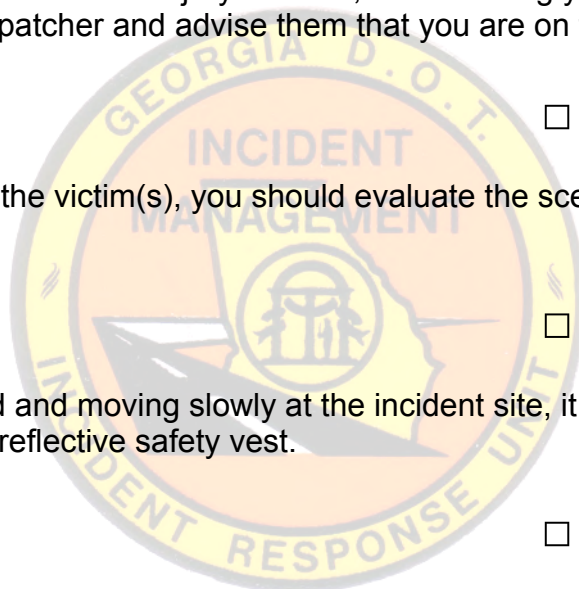 patcher and advise them that you are on
GEORGIA D.O.T.
INCIDENT
the victim(s), you should evaluate the sce
MANAGEMENT
d and moving slowly at the incident site, it
reflective safety vest.
INCIDENT RESPONSE UNIT